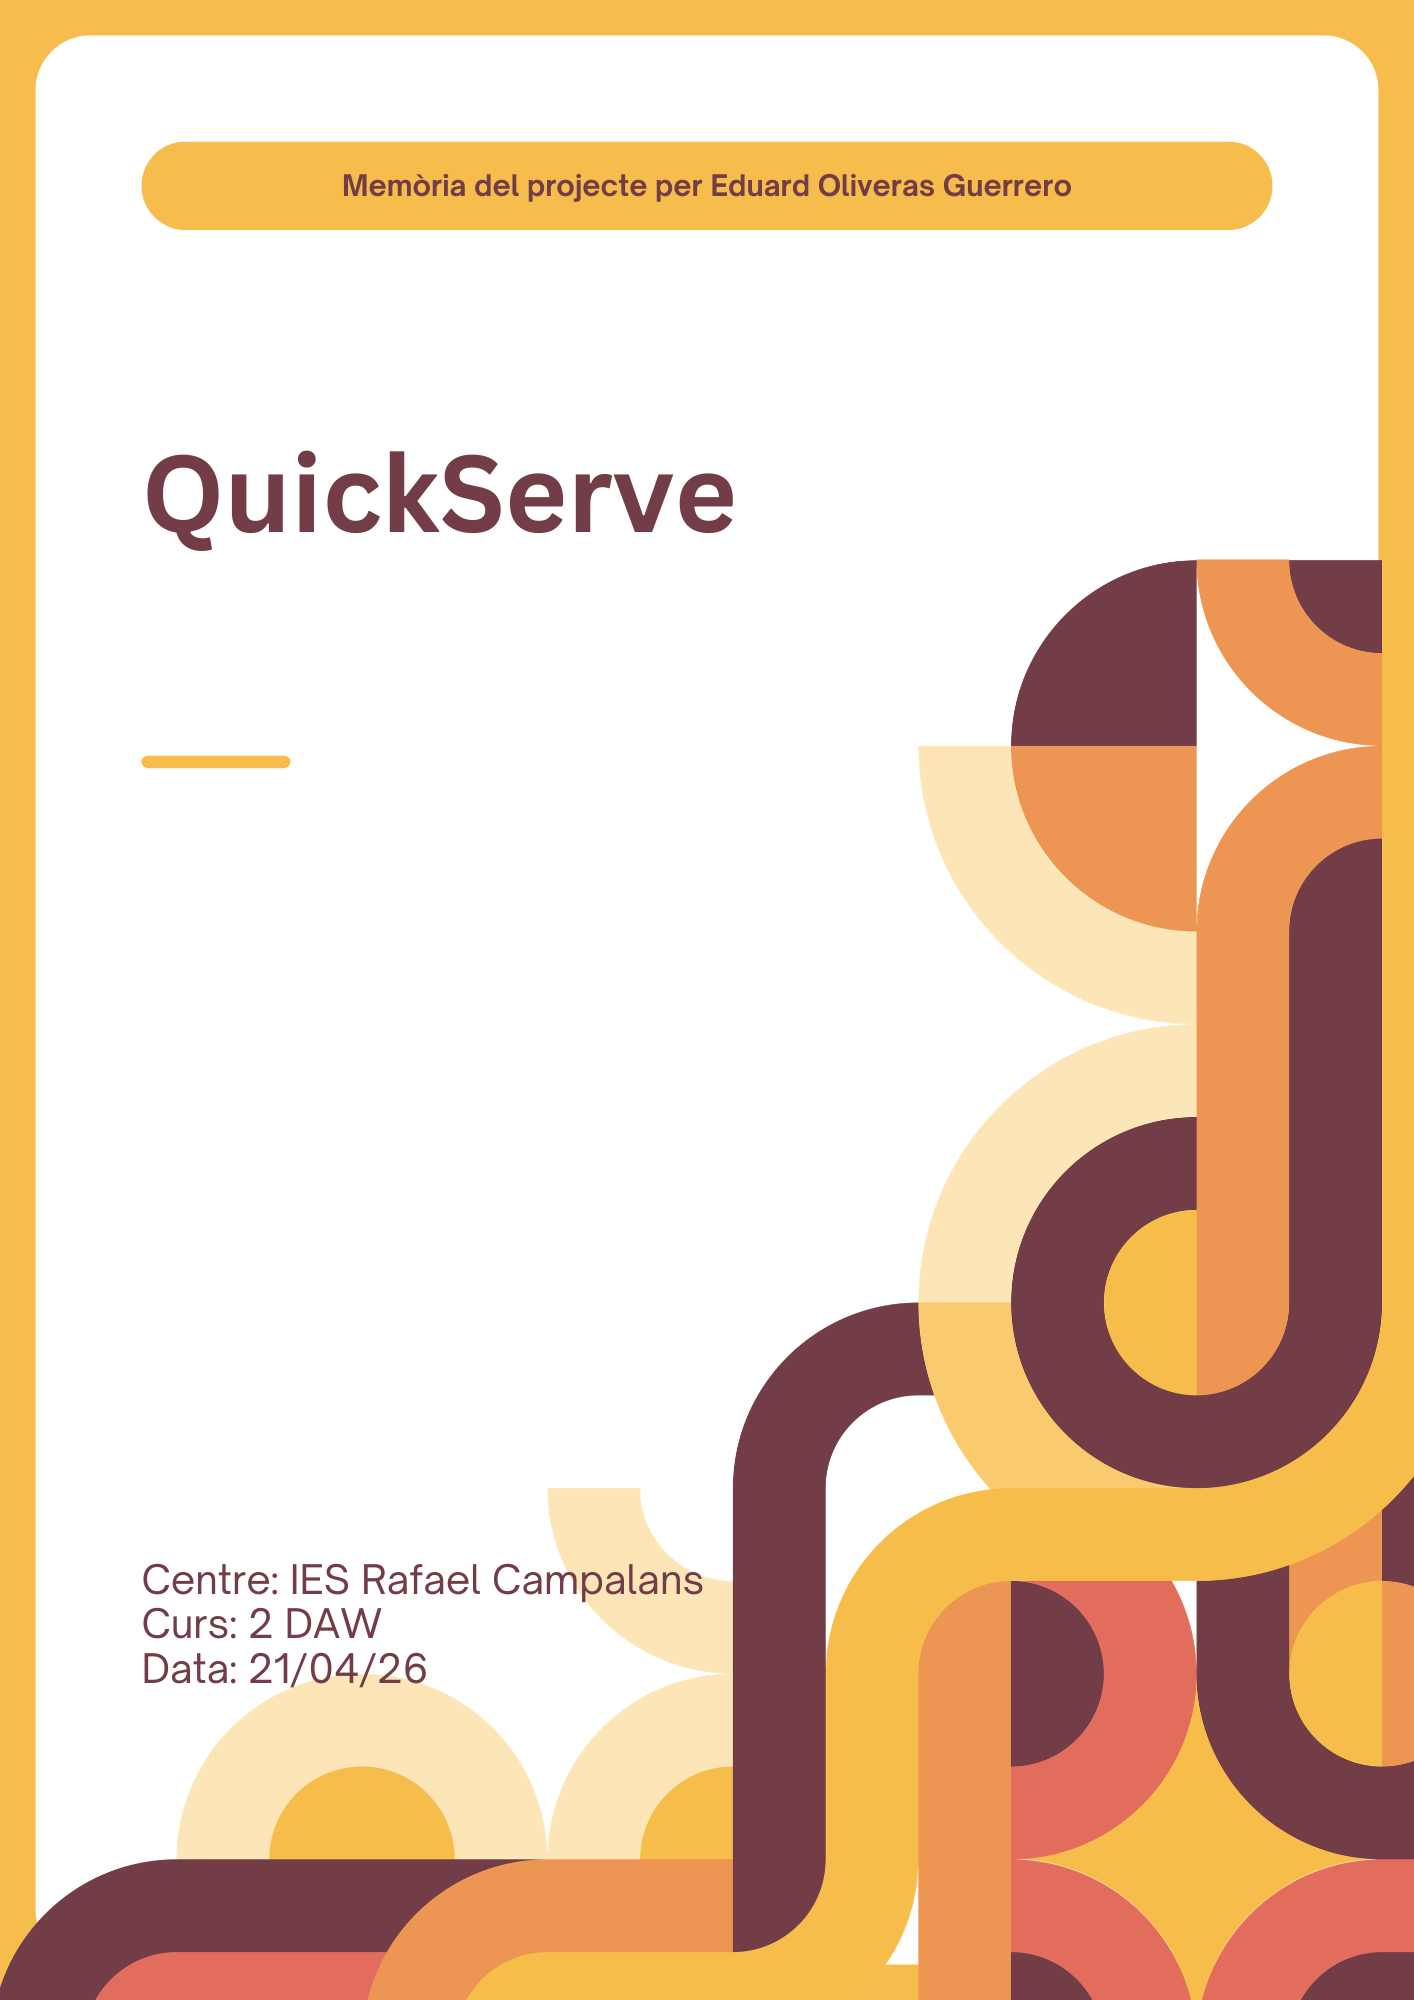 Memòria del projecte per Eduard Oliveras Guerrero
QuickServe
Centre: IES Rafael Campalans
Curs: 2 DAW
Data: 21/04/26